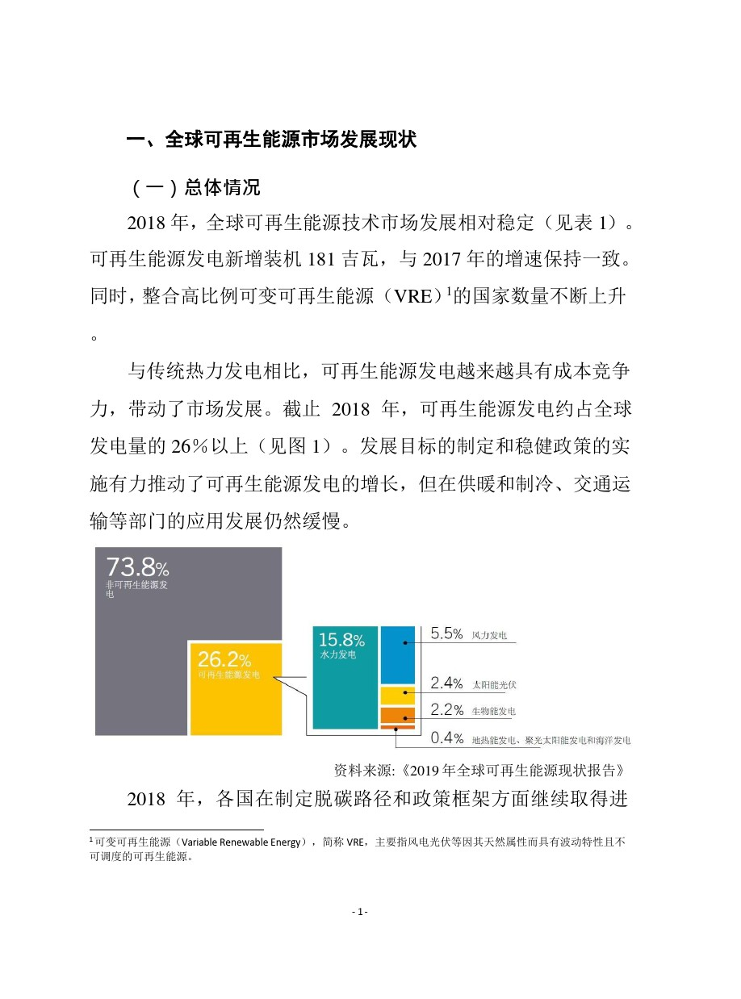 一、全球可再生能源市场发展现状
（一）总体情况
2018 年，全球可再生能源技术市场发展相对稳定（见表 1）。
可再生能源发电新增装机 181 吉瓦，与 2017 年的增速保持一致。
同时，整合高比例可变可再生能源（VRE）¹的国家数量不断上升
。
与传统热力发电相比，可再生能源发电越来越具有成本竞争
力，带动了市场发展。截止 2018 年，可再生能源发电约占全球
发电量的 26％以上（见图 1）。发展目标的制定和稳健政策的实
施有力推动了可再生能源发电的增长，但在供暖和制冷、交通运
输等部门的应用发展仍然缓慢。
73.8%
非可再生能源发
电
26.2%
可再生能源发电
15.8%
水力发电
5.5% 风力发电
2.4% 太阳能光伏
2.2% 生物能发电
0.4% 地热能发电、聚光太阳能发电和海洋发电
资料来源:《2019 年全球可再生能源现状报告》
2018 年，各国在制定脱碳路径和政策框架方面继续取得进
¹ 可变可再生能源（Variable Renewable Energy），简称 VRE，主要指风电光伏等因其天然属性而具有波动特性且不
可调度的可再生能源。
- 1 -